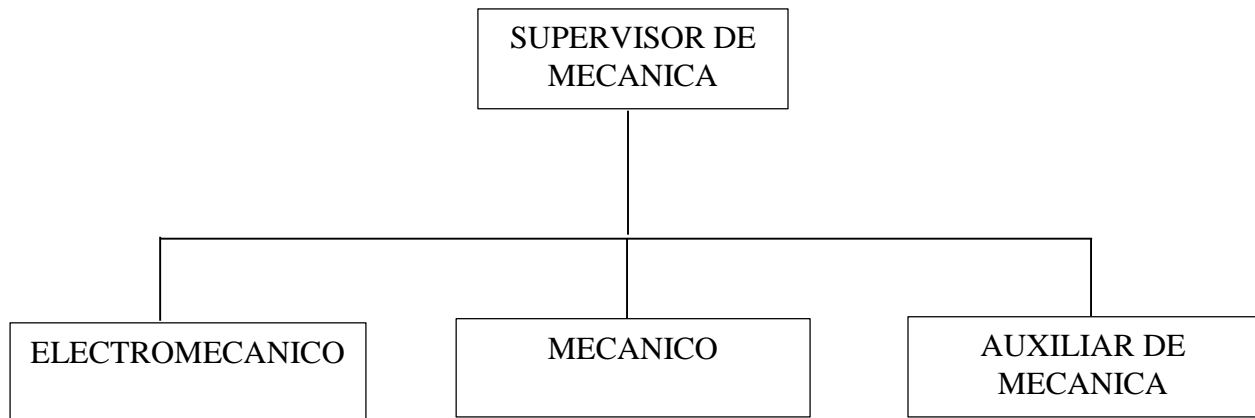 SUPERVISOR DE
MECANICA
ELECTROMECANICO
MECANICO
AUXILIAR DE
MECANICA